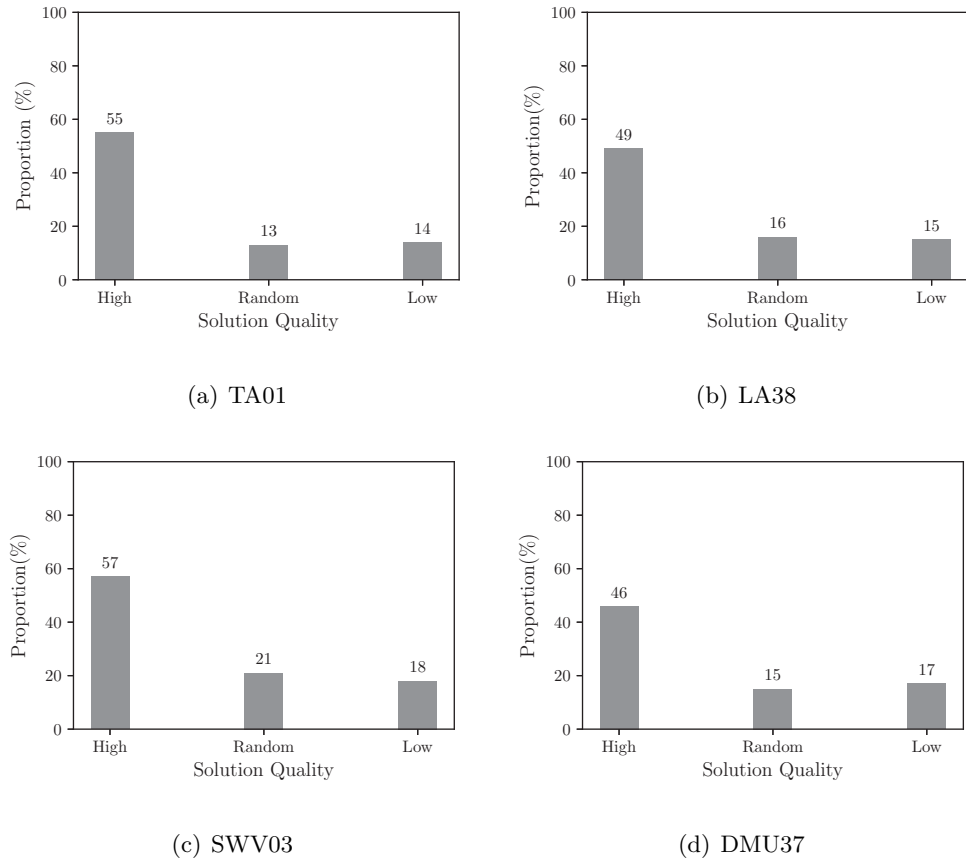 100
80
60
40
20
0
Proportion (%)
55
13
14
High Random Low
Solution Quality
(a) TA01
100
80
60
40
20
0
Proportion(%)
49
16
15
High Random Low
Solution Quality
(b) LA38
100
80
60
40
20
0
Proportion(%)
57
21
18
High Random Low
Solution Quality
(c) SWV03
100
80
60
40
20
0
Proportion(%)
46
15
17
High Random Low
Solution Quality
(d) DMU37